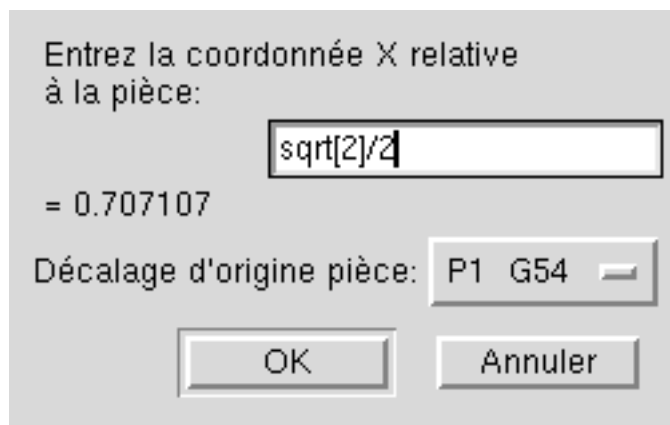 Entrez la coordonnée X relative
à la pièce:
sqrt[2]/2
= 0.707107
Décalage d'origine pièce: P1 G54
OK Annuler